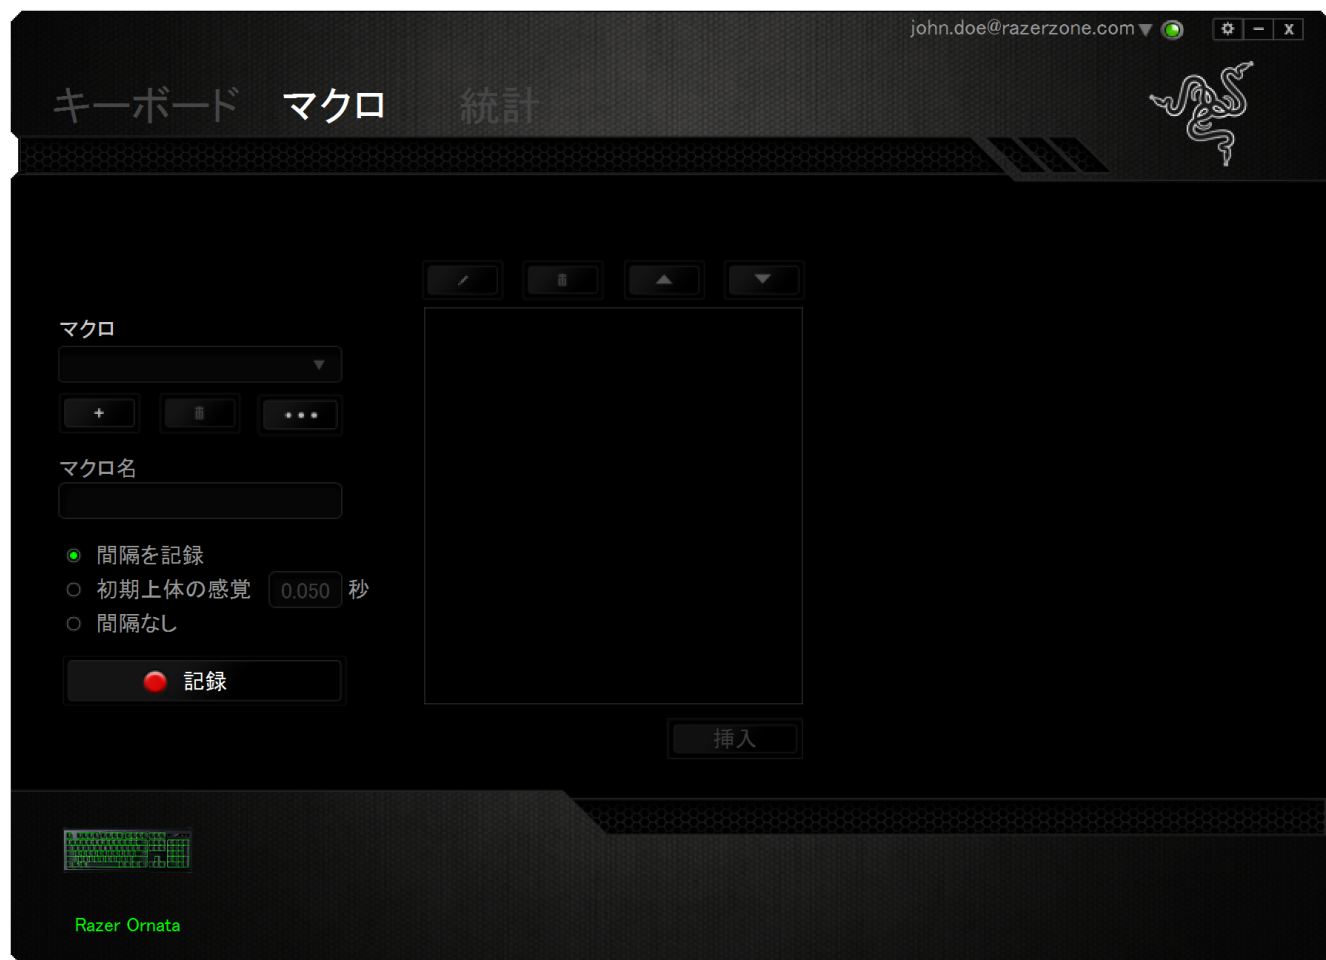 john.doe@razerzone.com
キーボード マクロ 統計
マクロ
マクロ名
間隔を記録
初期上体の感覚 0.050 秒
間隔なし
記録
挿入
Razer Ornata